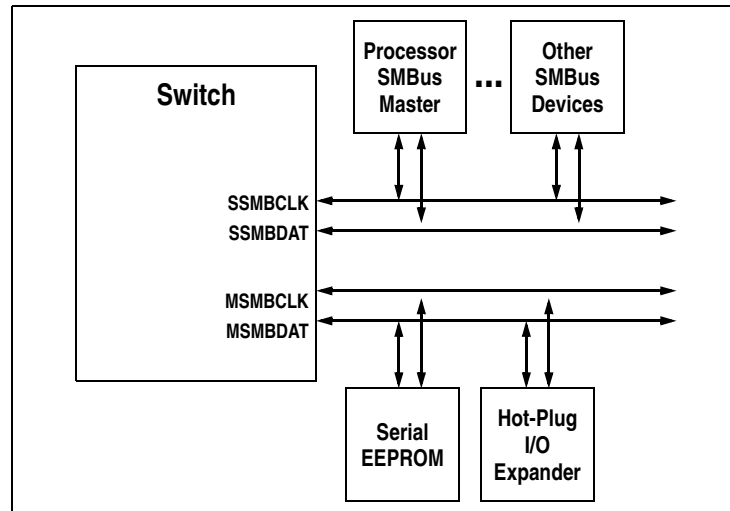 Switch
Processor
SMBus
Master
...
Other
SMBus
Devices
SSMBCLK
SSMBDAT
MSMBCLK
MSMBDAT
Serial
EEPROM
Hot-Plug
I/O
Expander